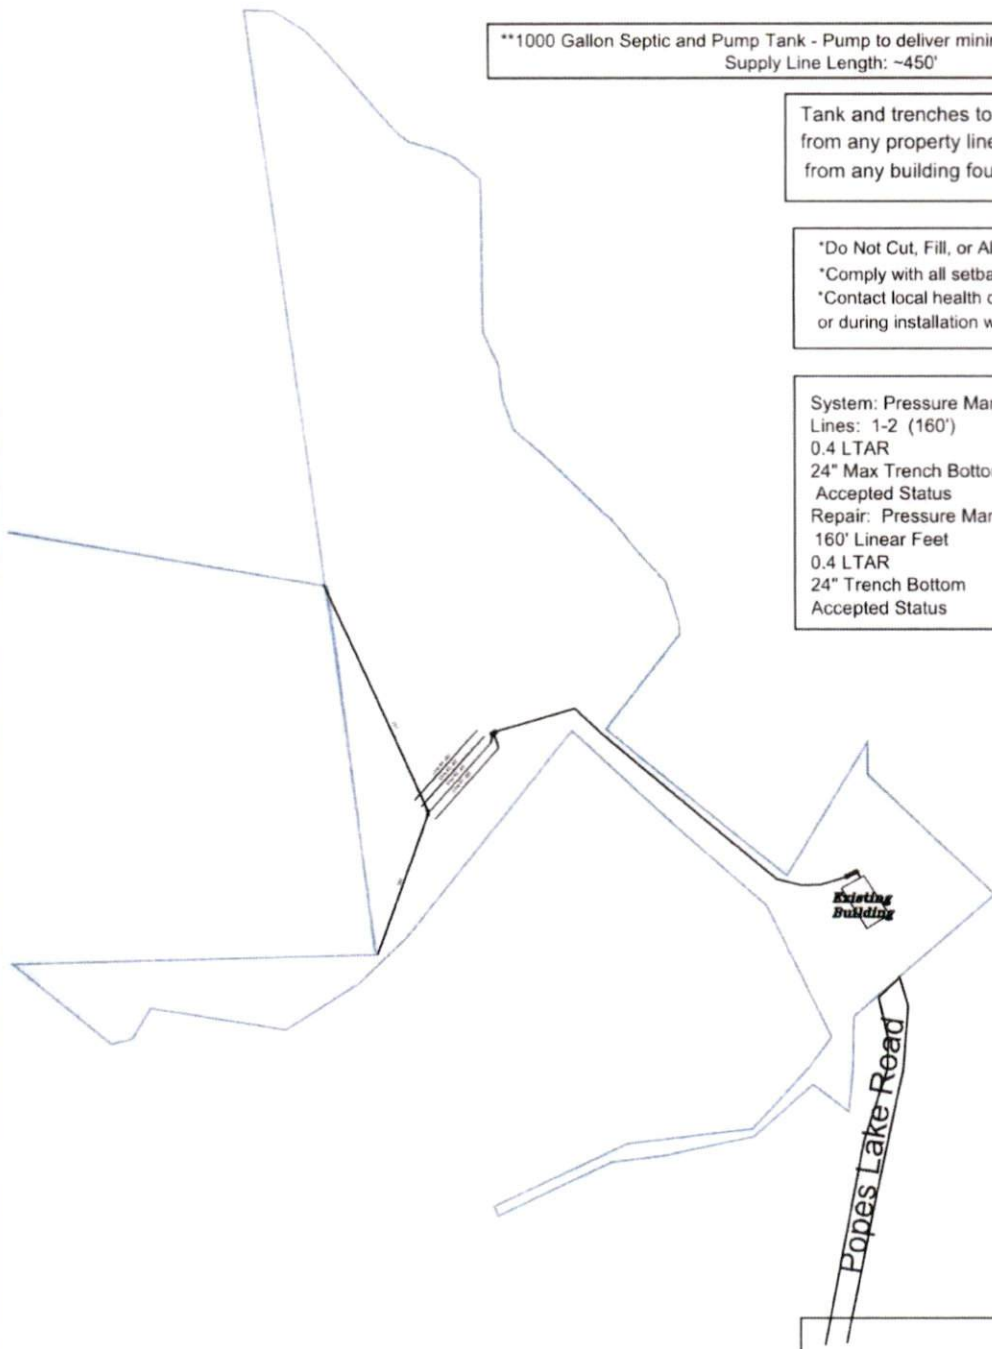 **1000 Gallon Septic and Pump Tank - Pump to deliver
Supply Line Length: ~450'
Tank and trenches to
from any property line
from any building
*Do Not Cut, Fill, or
*Comply with all
*Contact local health
or during installation
System: Pressure
Lines: 1-2 (160')
0.4 LTAR
24" Max Trench
Accepted Status
Repair: Pressure
160' Linear Feet
0.4 LTAR
24" Trench Bottom
Accepted Status
Existing
Building
Popes Lake Road